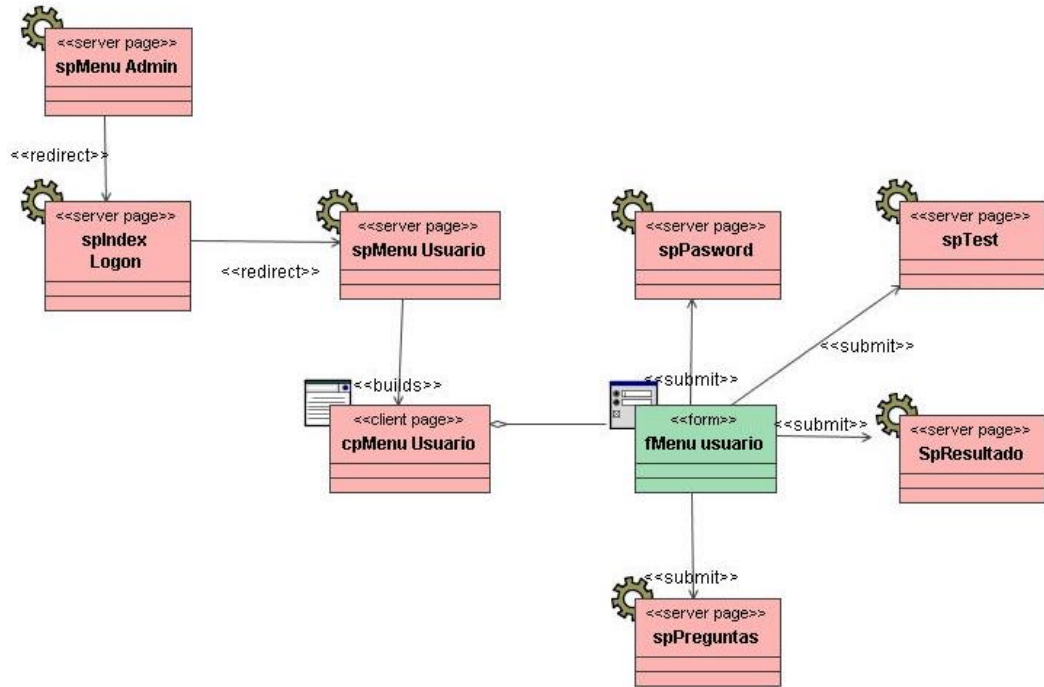 <<server page>>
spMenu Admin
<<redirect>>
<<server page>>
spIndex
Logon
<<redirect>>
<<server page>>
spMenu Usuario
<<builds>>
<<client page>>
cpMenu Usuario
<<server page>>
spPasword
<<submit>>
<<form>>
fMenu usuario
<<server page>>
spTest
<<submit>>
<<submit>>
<<server page>>
SpResultado
<<submit>>
<<server page>>
spPreguntas